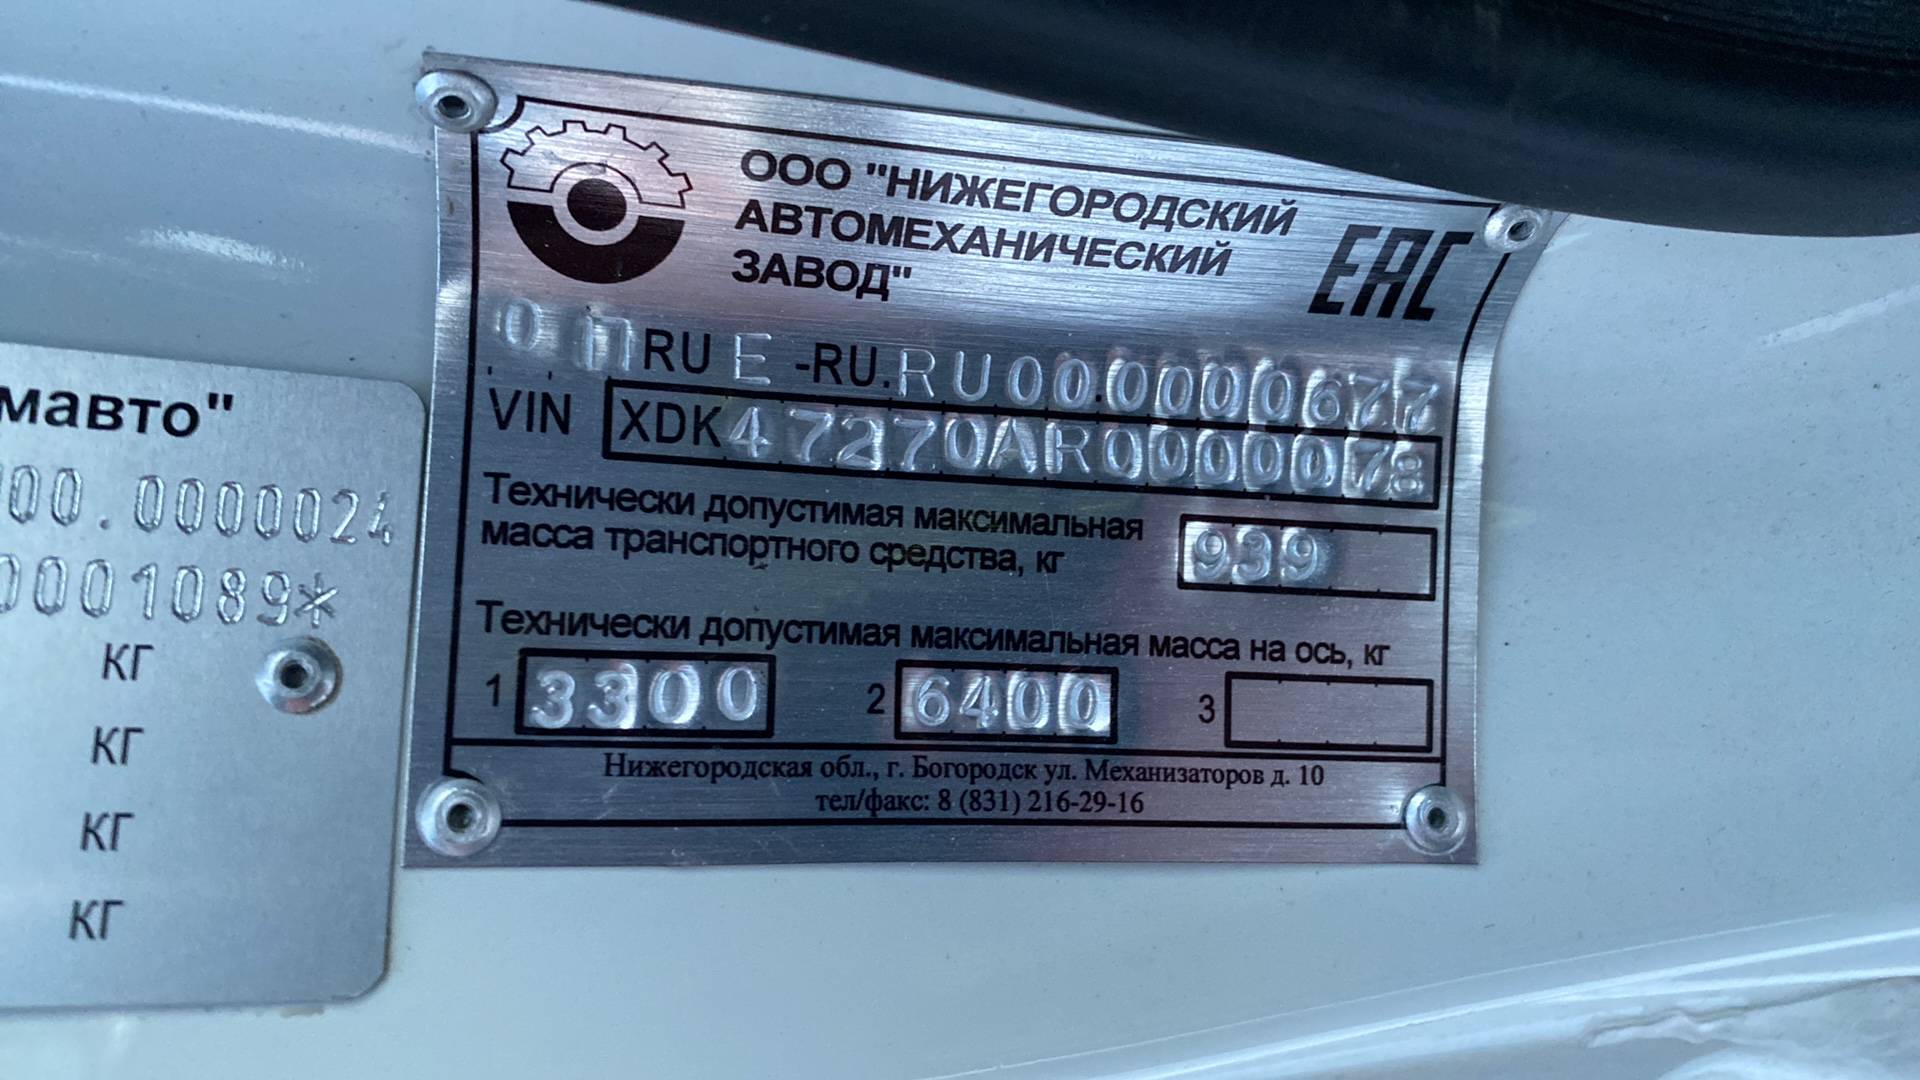 мавто"
00.0000024
0001089*
КГ
КГ
КГ
КГ
ООО "НИЖЕГОРОДСКИЙ
АВТОМЕХАНИЧЕСКИЙ
ЗАВОД"
EAC
RU E -RU.RU00.0000677
VIN XDK47270AR0000078
Технически допустимая максимальная
масса транспортного средства, кг 939
Технически допустимая максимальная масса на ось, кг
1 3300 2 6400 3
Нижегородская обл., г. Богородск ул. Механизаторов д. 10
тел/факс: 8 (831) 216-29-16